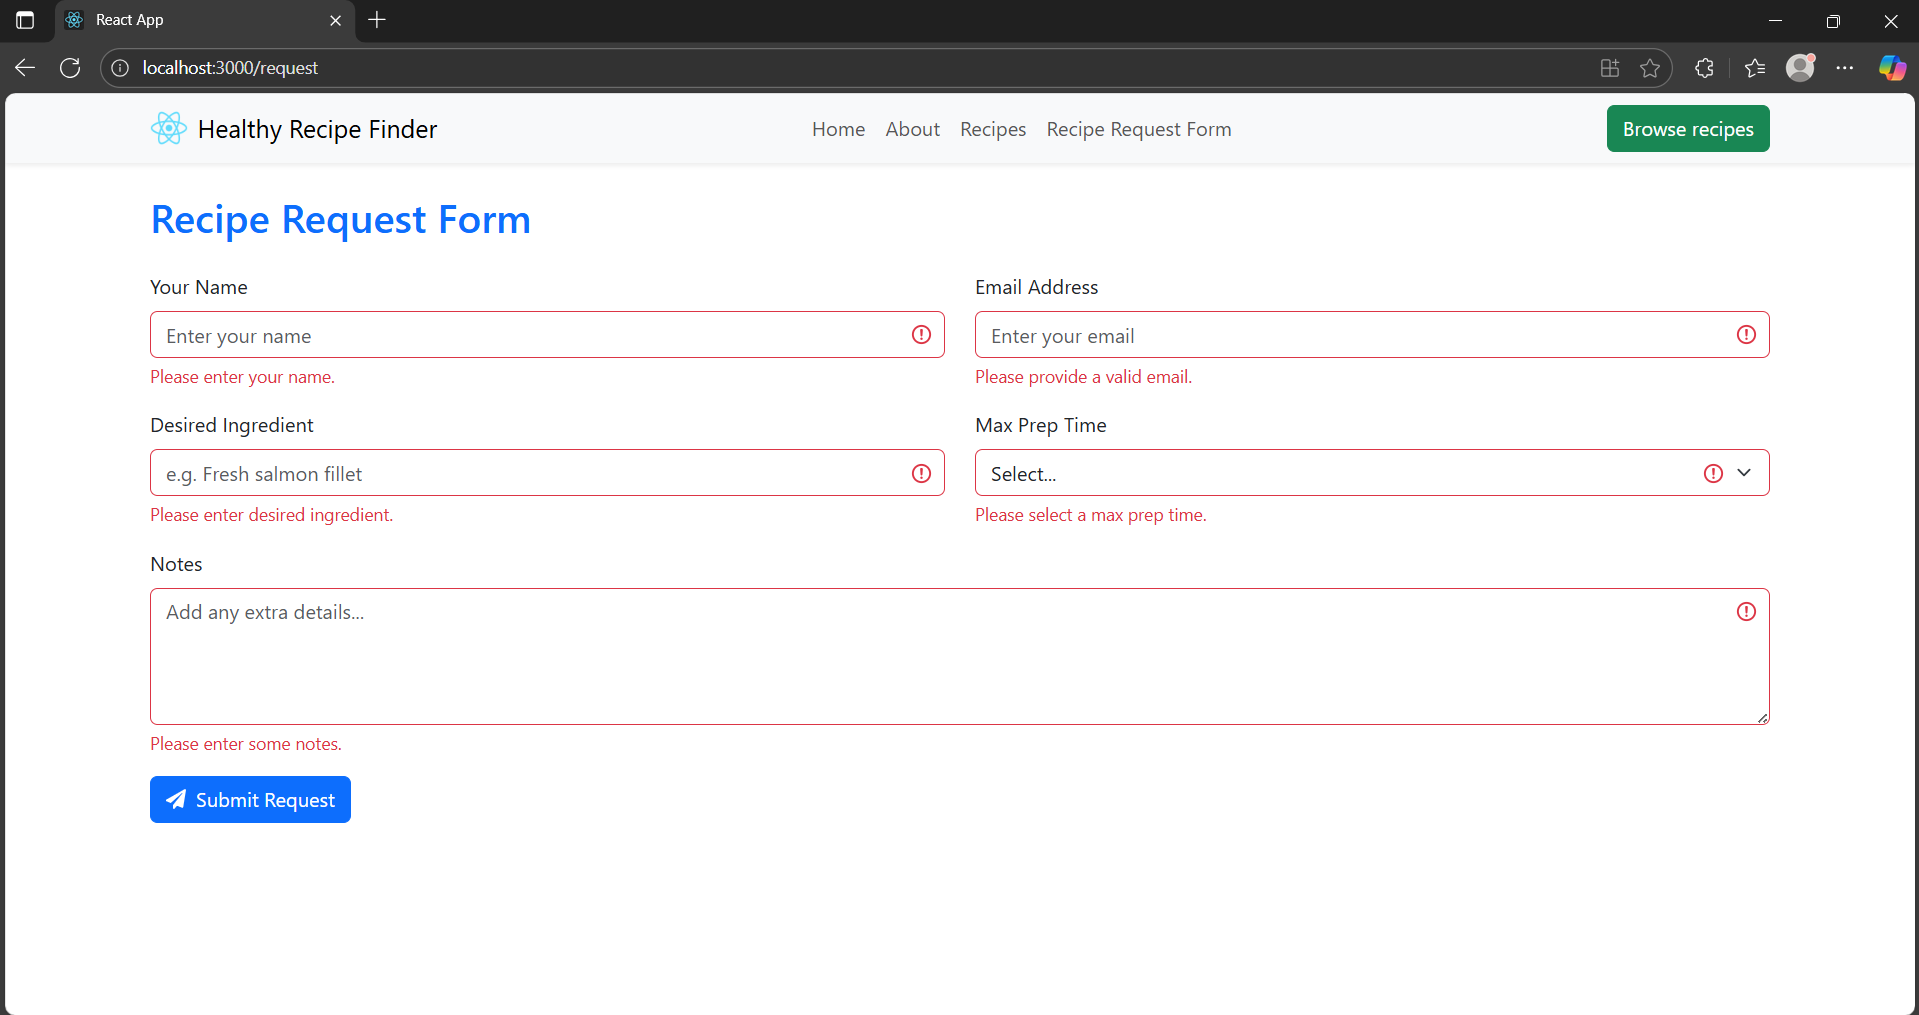 React App
localhost:3000/request
Healthy Recipe Finder
Home About Recipes Recipe Request Form
Browse recipes
Recipe Request Form
Your Name
Email Address
Enter your name
Enter your email
Please enter your name.
Please provide a valid email.
Desired Ingredient
Max Prep Time
e.g. Fresh salmon fillet
Select...
Please enter desired ingredient.
Please select a max prep time.
Notes
Add any extra details...
Please enter some notes.
Submit Request